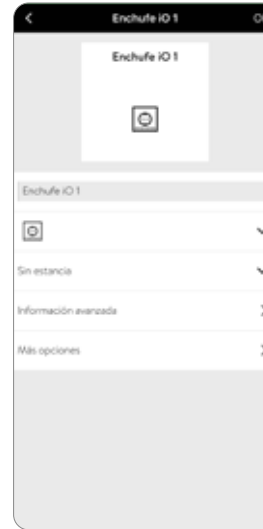 Enchufe iO 1
Enchufe iO 1
Enchufe iO 1
Sin estancia
Información avanzada
Más opciones